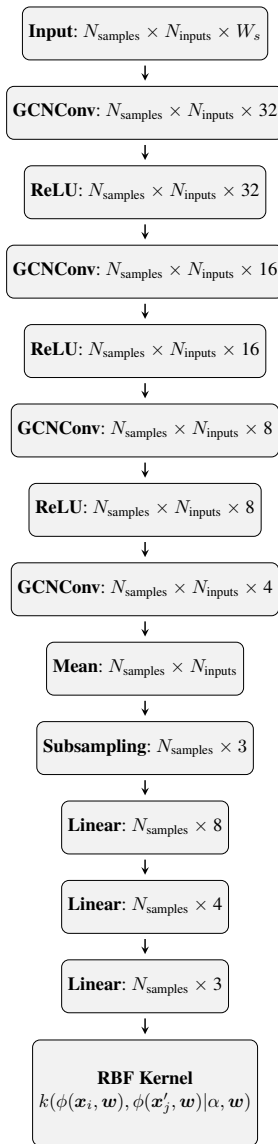 Input: N_samples × N_inputs × W_s
GCNConv: N_samples × N_inputs × 32
ReLU: N_samples × N_inputs × 32
GCNConv: N_samples × N_inputs × 16
ReLU: N_samples × N_inputs × 16
GCNConv: N_samples × N_inputs × 8
ReLU: N_samples × N_inputs × 8
GCNConv: N_samples × N_inputs × 4
Mean: N_samples × N_inputs
Subsampling: N_samples × 3
Linear: N_samples × 8
Linear: N_samples × 4
Linear: N_samples × 3
RBF Kernel
k(ϕ(x_i, w), ϕ(x′_j, w)|α, w)